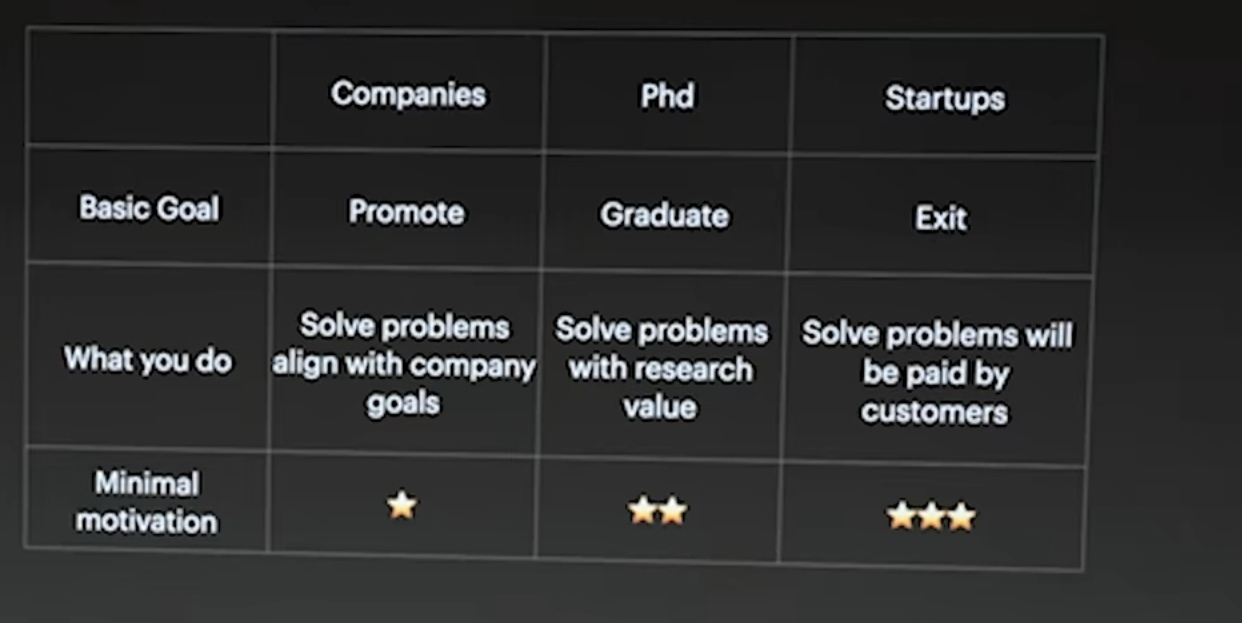 Companies
Phd
Startups
Basic Goal
Promote
Graduate
Exit
What you do
Solve problems
align with company
goals
Solve problems
with research
value
Solve problems will
be paid by
customers
Minimal
motivation
⭐
⭐⭐
⭐⭐⭐